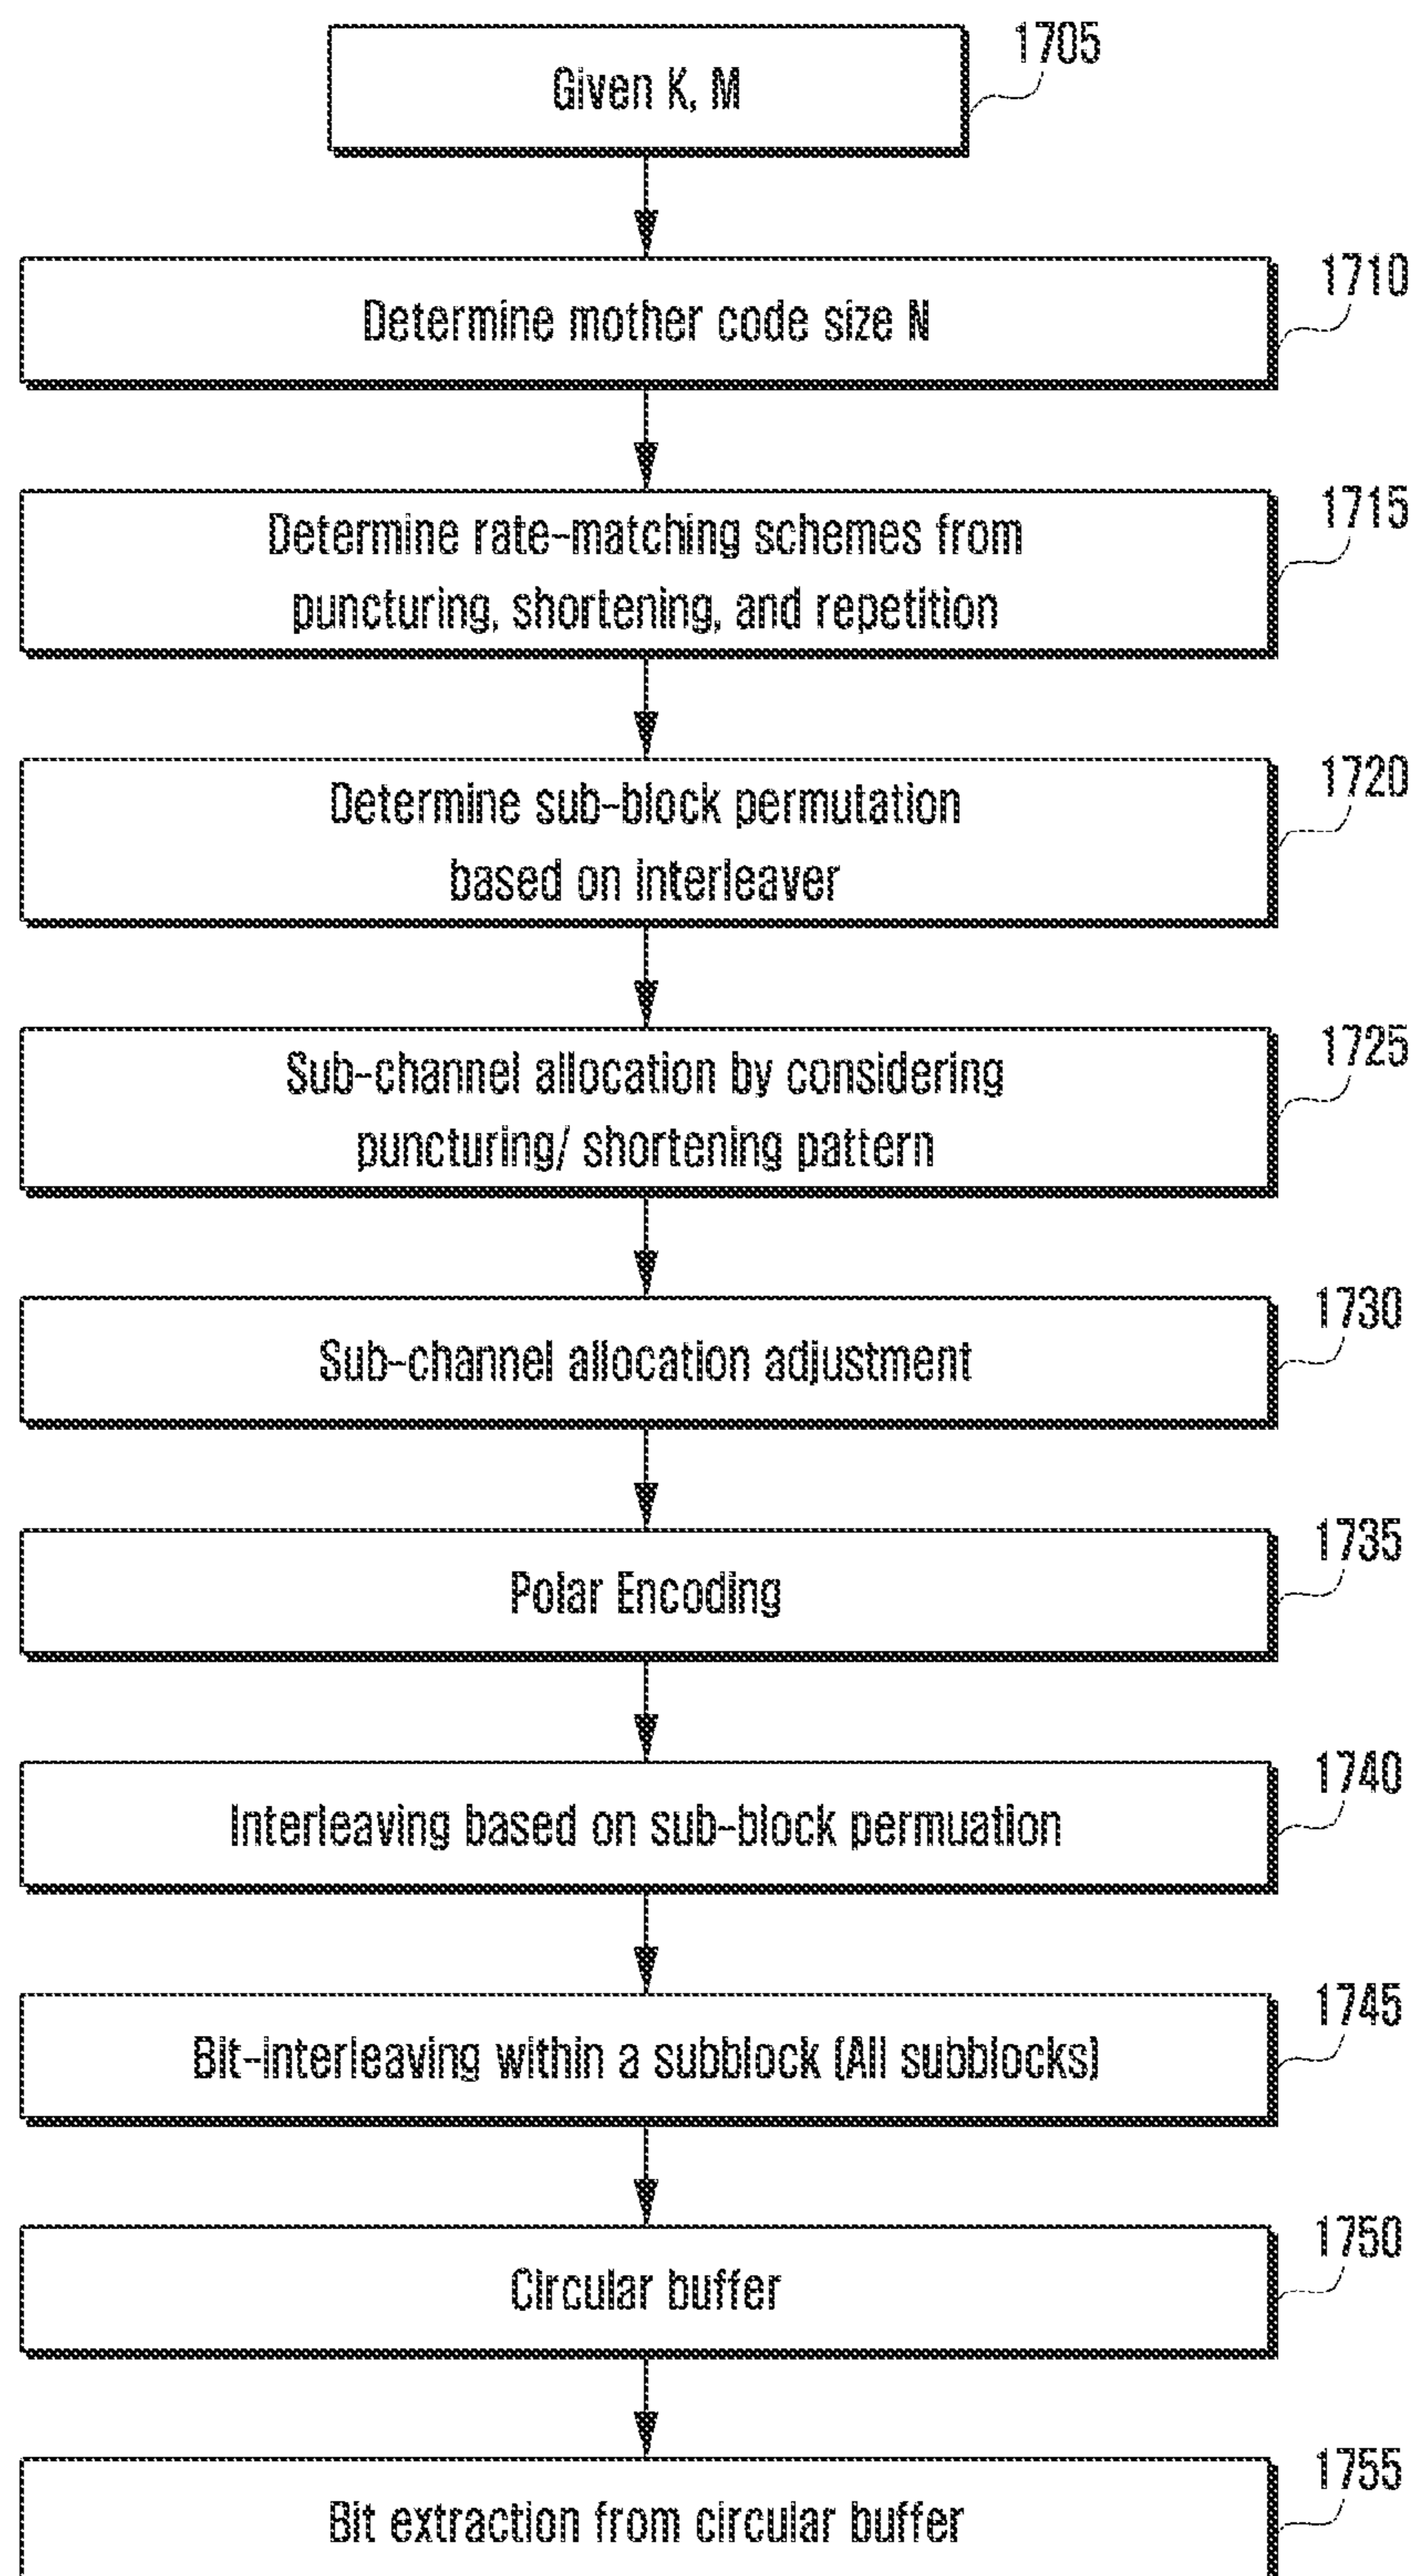 Given K, M
1705
Determine mother code size N
1710
Determine rate-matching schemes from
puncturing, shortening, and repetition
1715
Determine sub-block permutation
based on interleaver
1720
Sub-channel allocation by considering
puncturing/ shortening pattern
1725
Sub-channel allocation adjustment
1730
Polar Encoding
1735
Interleaving based on sub-block permuation
1740
Bit-interleaving within a subblock (All subblocks)
1745
Circular buffer
1750
Bit extraction from circular buffer
1755